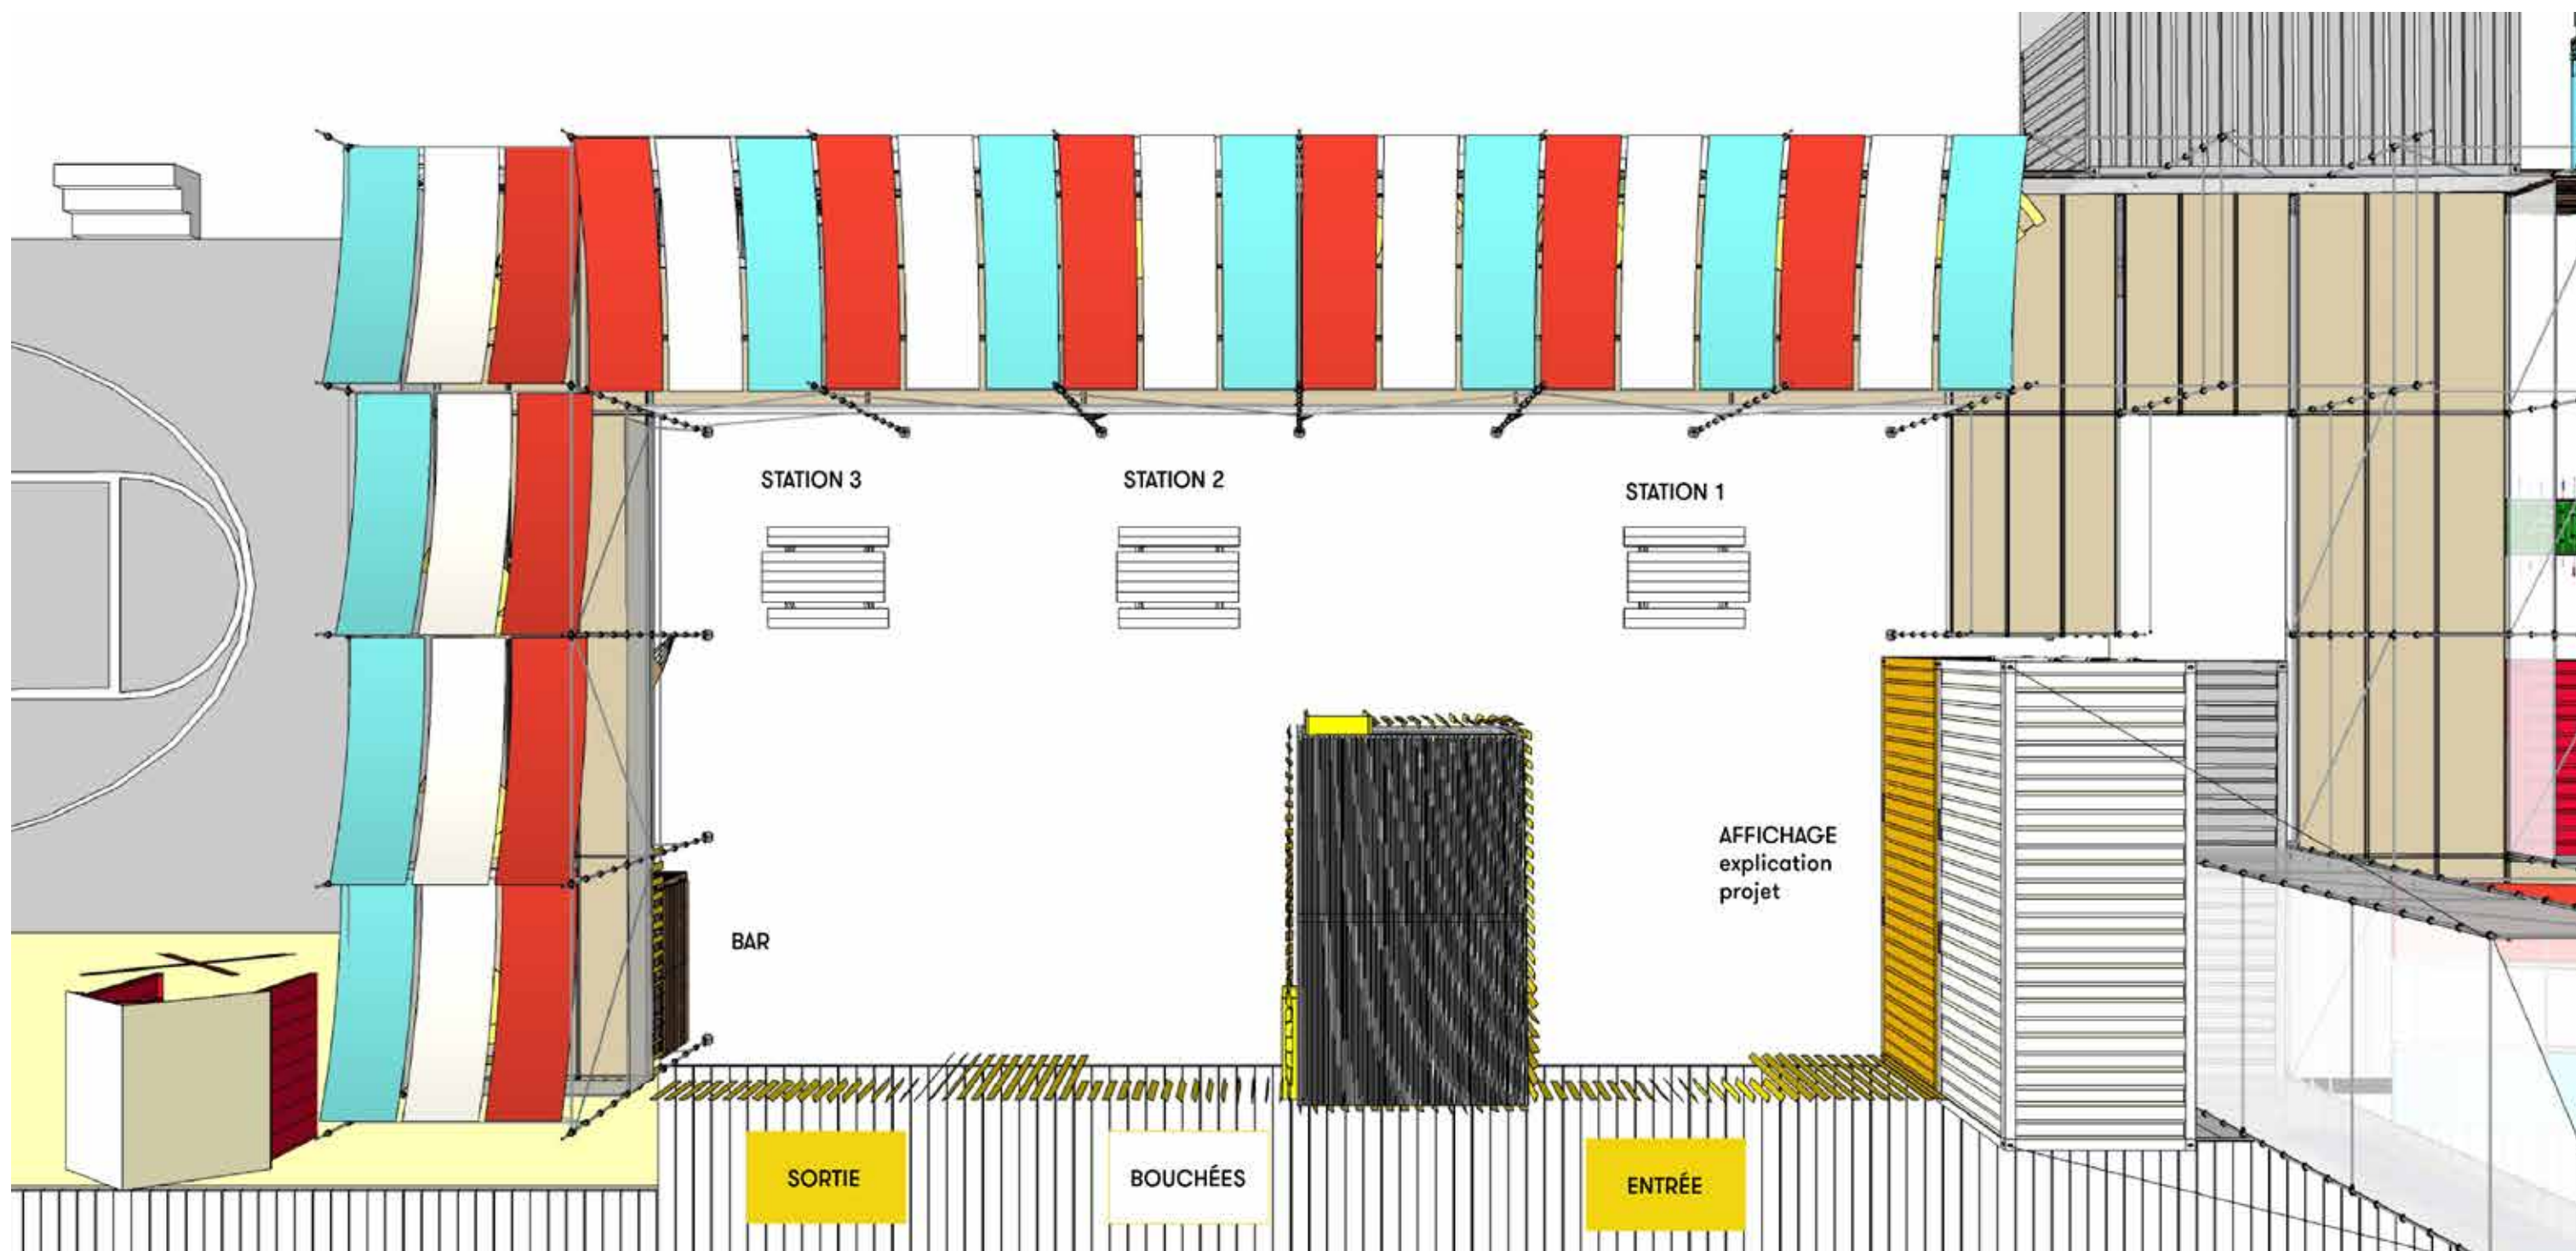 STATION 3
STATION 2
STATION 1
AFFICHAGE
explication
projet
BAR
SORTIE
BOUCHÉES
ENTRÉE